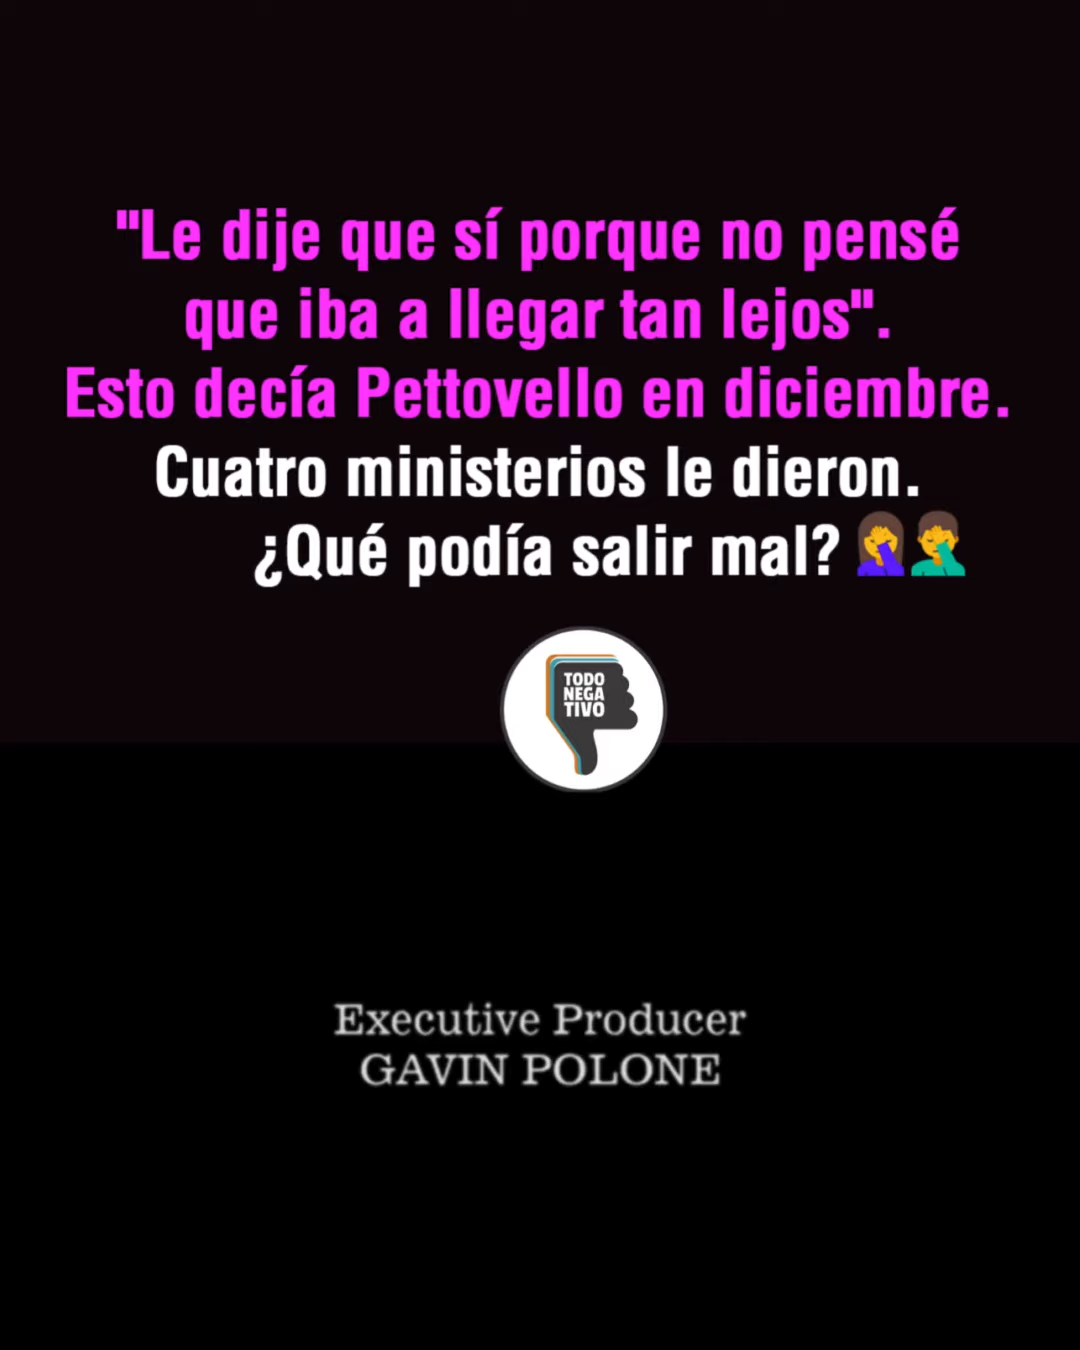 "Le dije que sí porque no pensé
que iba a llegar tan lejos".
Esto decía Pettovello en diciembre.
Cuatro ministerios le dieron.
¿Qué podía salir mal? 🤦‍♀️🤦‍♂️
TODO
NEGA
TIVO
Executive Producer
GAVIN POLONE